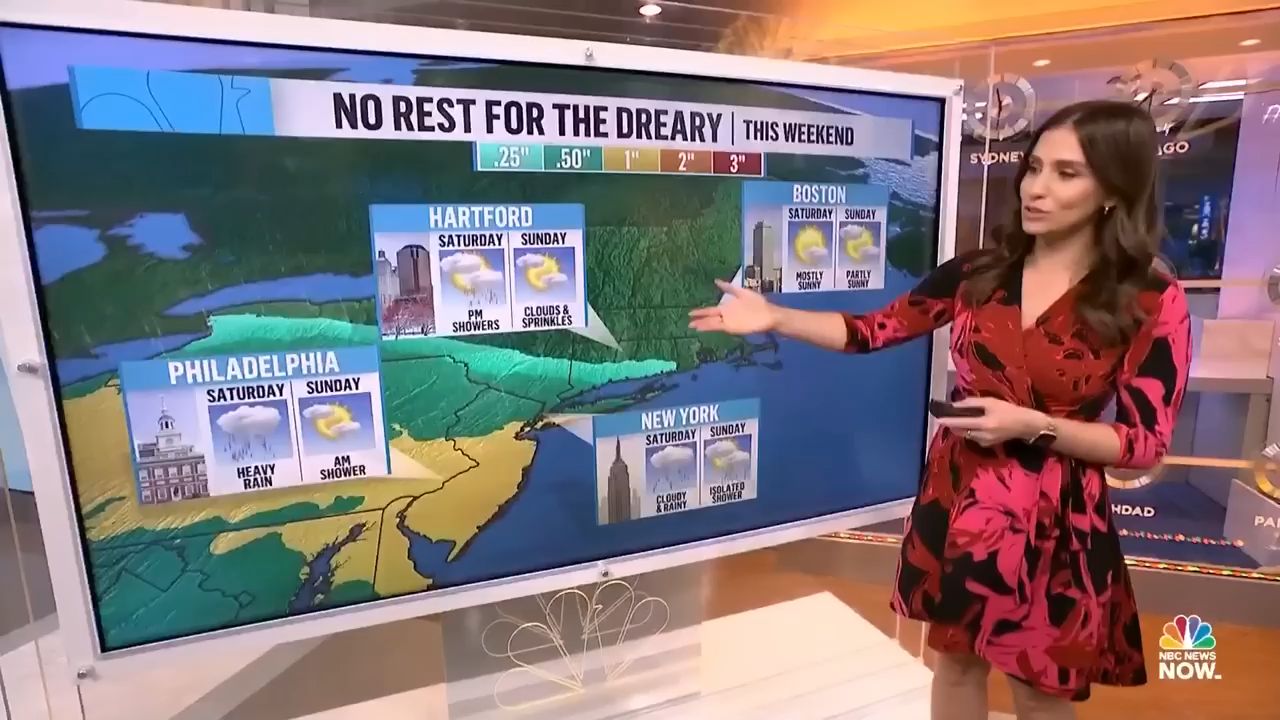 NO REST FOR THE DREARY | THIS WEEKEND
.25" .50" 1" 2" 3"
BOSTON
SATURDAY SUNDAY
MOSTLY SUNNY
PARTLY SUNNY
HARTFORD
SATURDAY SUNDAY
PM SHOWERS
CLOUDS & SPRINKLES
PHILADELPHIA
SATURDAY SUNDAY
HEAVY RAIN
AM SHOWER
NEW YORK
SATURDAY SUNDAY
CLOUDY & RAINY
ISOLATED SHOWER
SYDNEY
AGO
HDAD
PA
NBC NEWS
NOW